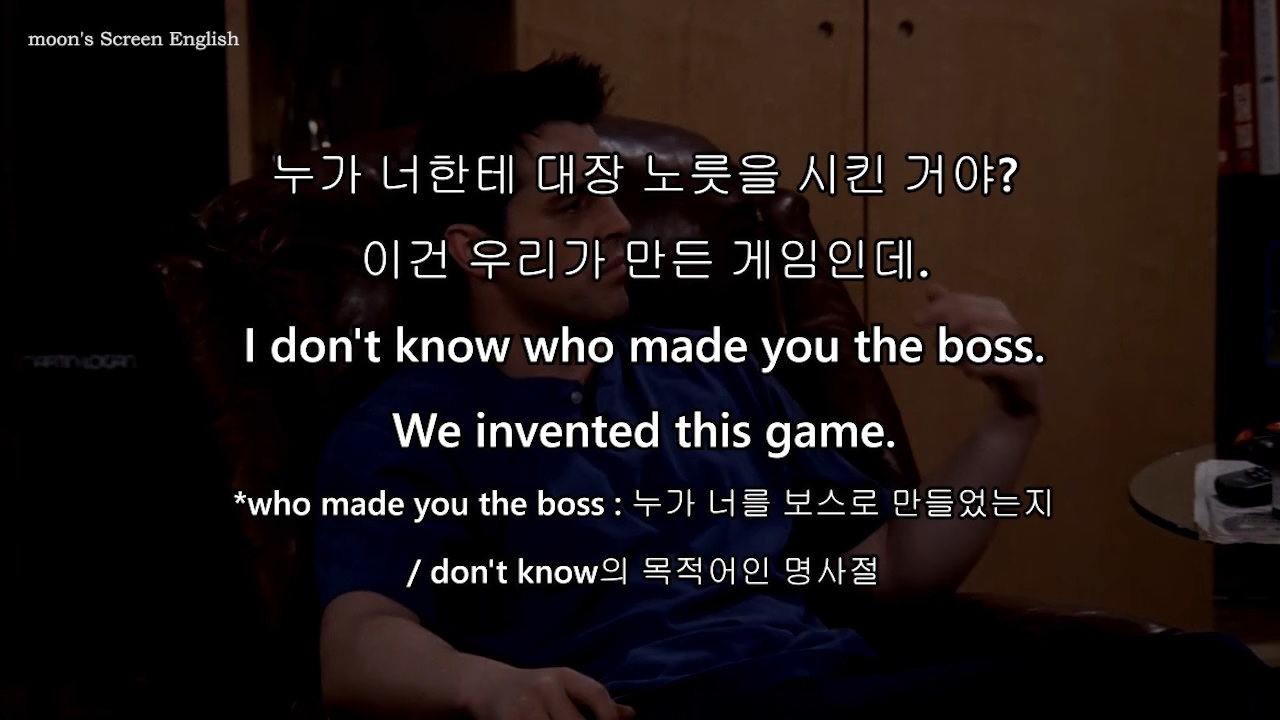 moon's Screen English
누가 너한테 대장 노릇을 시킨 거야?
이건 우리가 만든 게임인데.
I don't know who made you the boss.
We invented this game.
*who made you the boss : 누가 너를 보스로 만들었는지
/ don't know의 목적어인 명사절